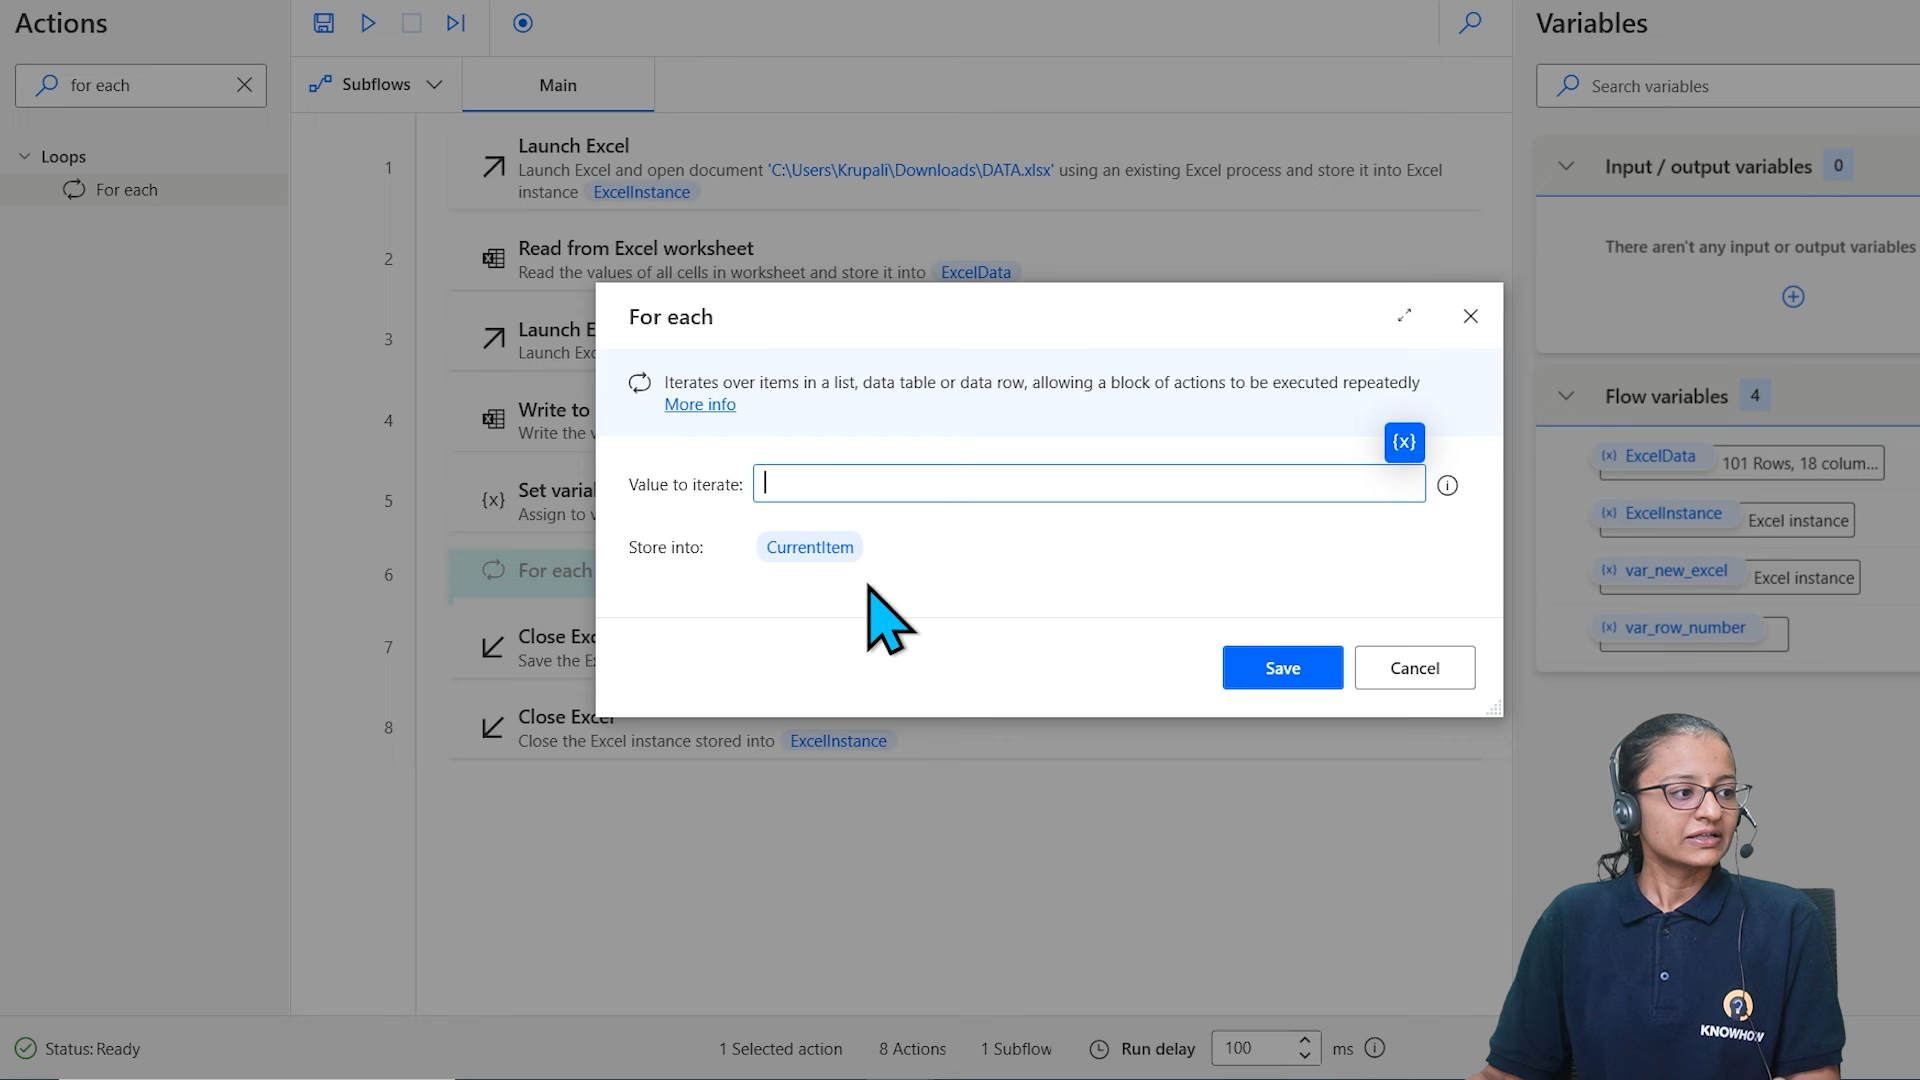 Actions
for each
Loops
For each
Subflows
Main
1
Launch Excel
Launch Excel and open document 'C:\Users\Krupali\Downloads\DATA.xlsx' using an existing Excel process and store it into Excel
instance ExcelInstance
2
Read from Excel worksheet
Read the values of all cells in worksheet and store it into ExcelData
3
Launch E
Launch Exc
4
Write to
Write the v
5
{x} Set varial
Assign to v
6
For each
7
Close Exc
Save the E
8
Close Excel
Close the Excel instance stored into ExcelInstance
For each
Iterates over items in a list, data table or data row, allowing a block of actions to be executed repeatedly
More info
{x}
Value to iterate:
Store into: CurrentItem
Save
Cancel
Variables
Search variables
Input / output variables 0
There aren't any input or output variables
Flow variables 4
(x) ExcelData 101 Rows, 18 colum...
(x) ExcelInstance Excel instance
(x) var_new_excel Excel instance
(x) var_row_number
KNOWHOW
Status: Ready
1 Selected action
8 Actions
1 Subflow
Run delay
100
ms